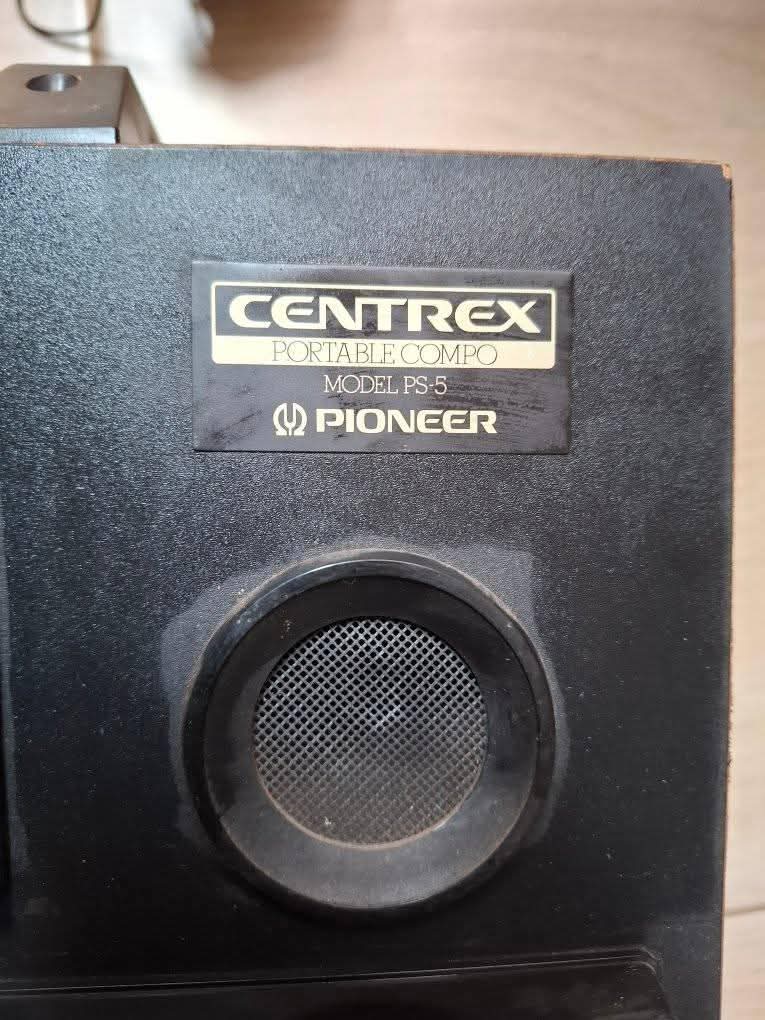 CENTREX
PORTABLE COMPO
MODEL PS-5
PIONEER